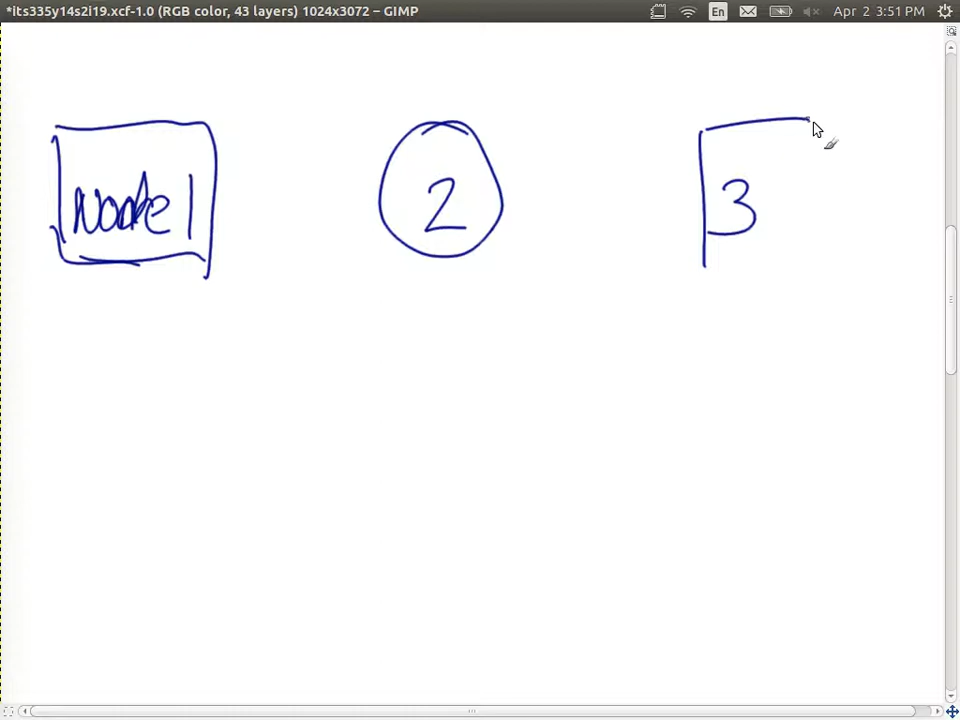 *its335y14s2i19.xcf-1.0 (RGB color, 43 layers) 1024x3072 – GIMP
En
Apr 2 3:51 PM
Node 1
2
3